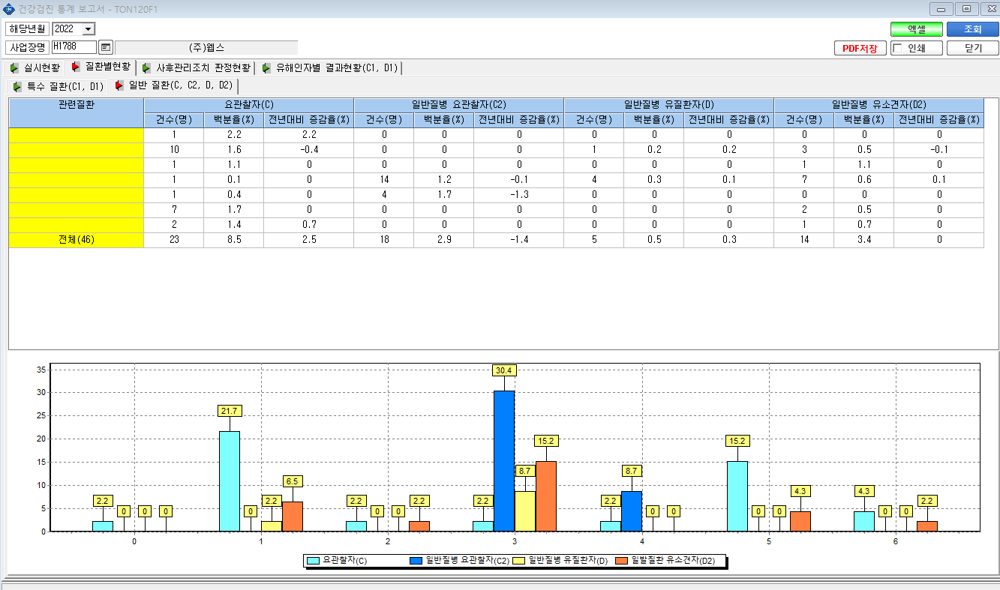 건강검진 통계 보고서 - TON120F1
해당년월 2022 엑셀 조회
사업장명 H1788 (주)웹스 PDF저장 인쇄 닫기
실시현황 질환별현황 사후관리조치 판정현황 유해인자별 결과현황(C1, D1)
특수 질환(C1, D1) 일반 질환(C, C2, D, D2)
관련질환 요관찰자(C) 일반질병 요관찰자(C2) 일반질병 유질환자(D) 일반질병 유소견자(D2)
건수(명) 백분율(%) 전년대비 증감율(%) 건수(명) 백분율(%) 전년대비 증감율(%) 건수(명) 백분율(%) 전년대비 증감율(%) 건수(명) 백분율(%) 전년대비 증감율(%)
1 2.2 2.2 0 0 0 0 0 0 0 0 0
10 1.6 -0.4 0 0 0 1 0.2 0.2 3 0.5 -0.1
1 1.1 0 0 0 0 0 0 0 1 1.1 0
1 0.1 0 14 1.2 -0.1 4 0.3 0.1 7 0.6 0.1
1 0.4 0 4 1.7 -1.3 0 0 0 0 0 0
7 1.7 0 0 0 0 0 0 0 2 0.5 0
2 1.4 0.7 0 0 0 0 0 0 1 0.7 0
전체(46) 23 8.5 2.5 18 2.9 -1.4 5 0.5 0.3 14 3.4 0
35 30.4
30
25 21.7
20
15 15.2 15.2
10 6.5 8.7 8.7
5 2.2 0 0 0 0 2.2 2.2 0 0 2.2 2.2 2.2 0 0 0 0 4.3 4.3 0 0 2.2
0
0 1 2 3 4 5 6
요관찰자(C) 일반질병 요관찰자(C2) 일반질병 유질환자(D) 일발질환 유소견자(D2)